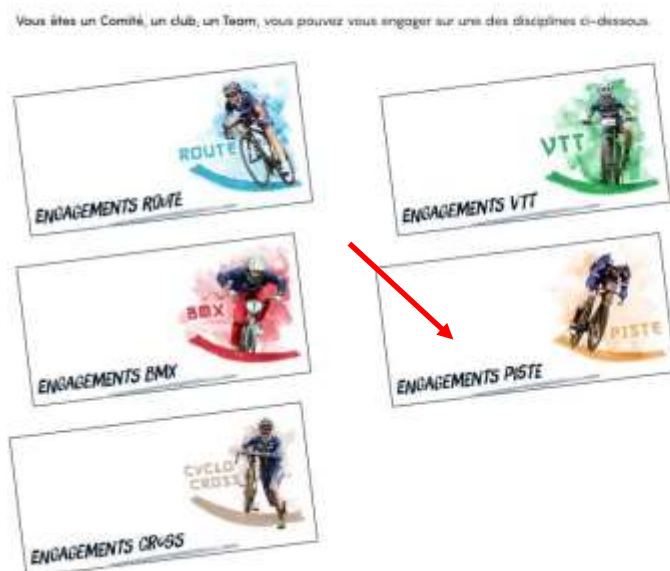 Vous êtes un Comité, un club, un Team, vous pouvez vous engager sur une des disciplines ci-dessous.
ROUTE
ENGAGEMENTS ROUTE
VTT
ENGAGEMENTS VTT
BMX
ENGAGEMENTS BMX
PISTE
ENGAGEMENTS PISTE
CYCLO
CROSS
ENGAGEMENTS CROSS